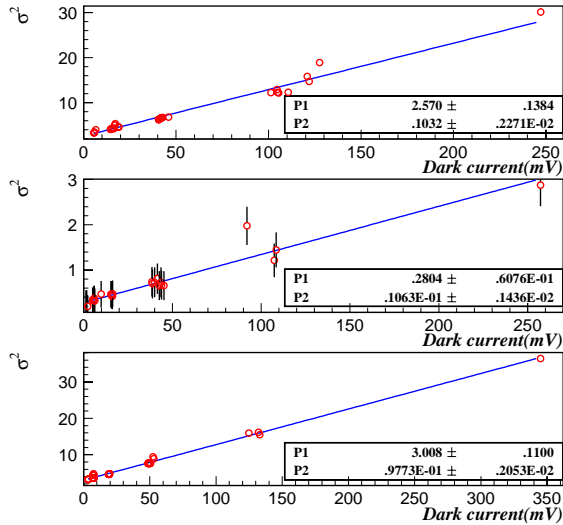 σ²
30
20
10
P1 2.570 ± .1384
P2 .1032 ± .2271E-02
0 50 100 150 200 250
Dark current(mV)
σ²
3
2
1
P1 .2804 ± .6076E-01
P2 .1063E-01 ± .1436E-02
0 50 100 150 200 250
Dark current(mV)
σ²
30
20
10
P1 3.008 ± .1100
P2 .9773E-01 ± .2053E-02
0 50 100 150 200 250 300 350
Dark current(mV)